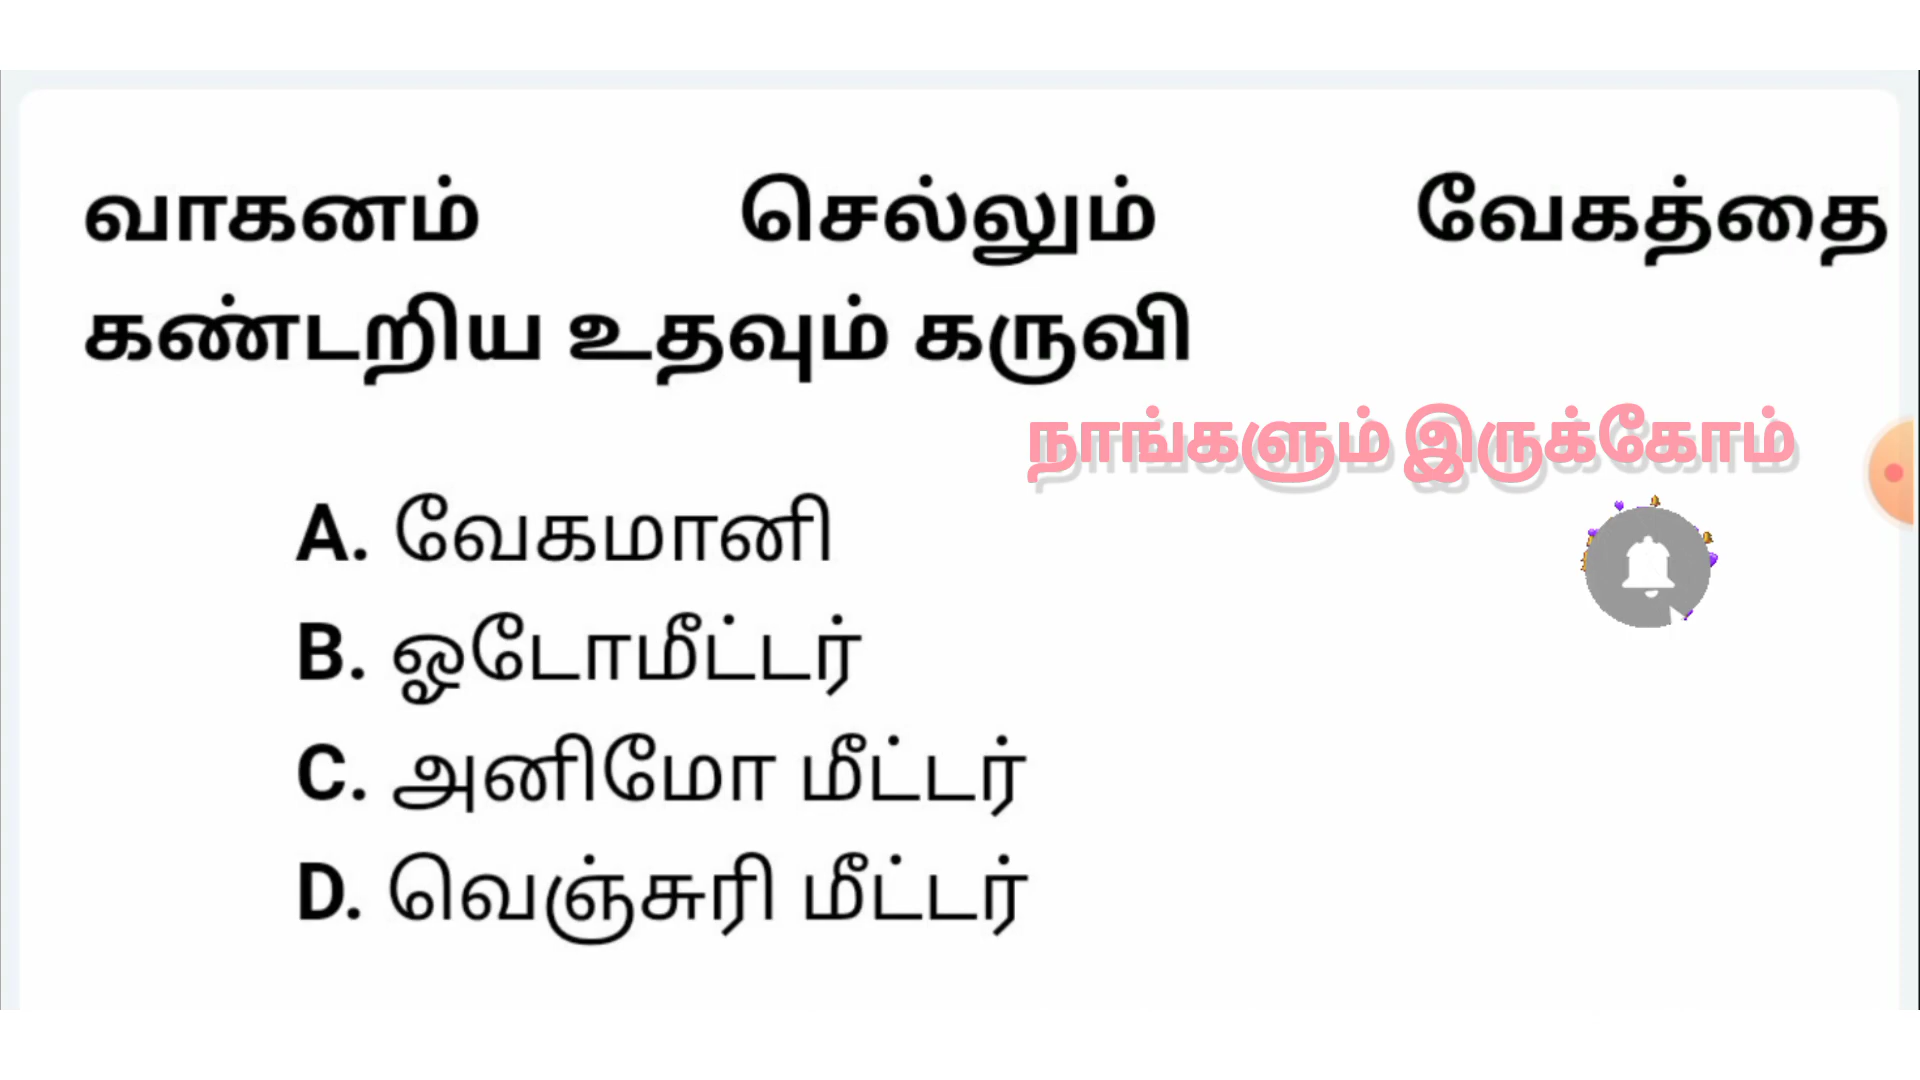 வாகனம் செல்லும் வேகத்தை
கண்டறிய உதவும் கருவி
நாங்களும் இருக்கோம்
A. வேகமானி
B. ஓடோமீட்டர்
C. அனிமோ மீட்டர்
D. வெஞ்சுரி மீட்டர்